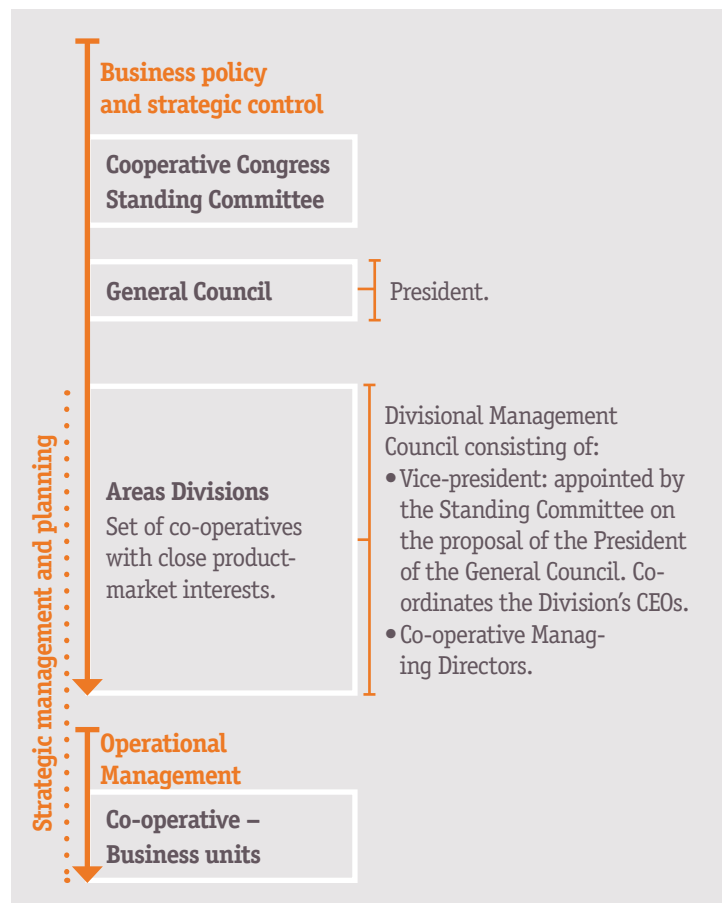 Business policy
and strategic control
Cooperative Congress
Standing Committee
General Council
President.
Strategic management and planning
Areas Divisions
Set of co-operatives
with close product-
market interests.
Divisional Management
Council consisting of:
• Vice-president: appointed by
the Standing Committee on
the proposal of the President
of the General Council. Co-
ordinates the Division’s CEOs.
• Co-operative Manag-
ing Directors.
Operational
Management
Co-operative –
Business units